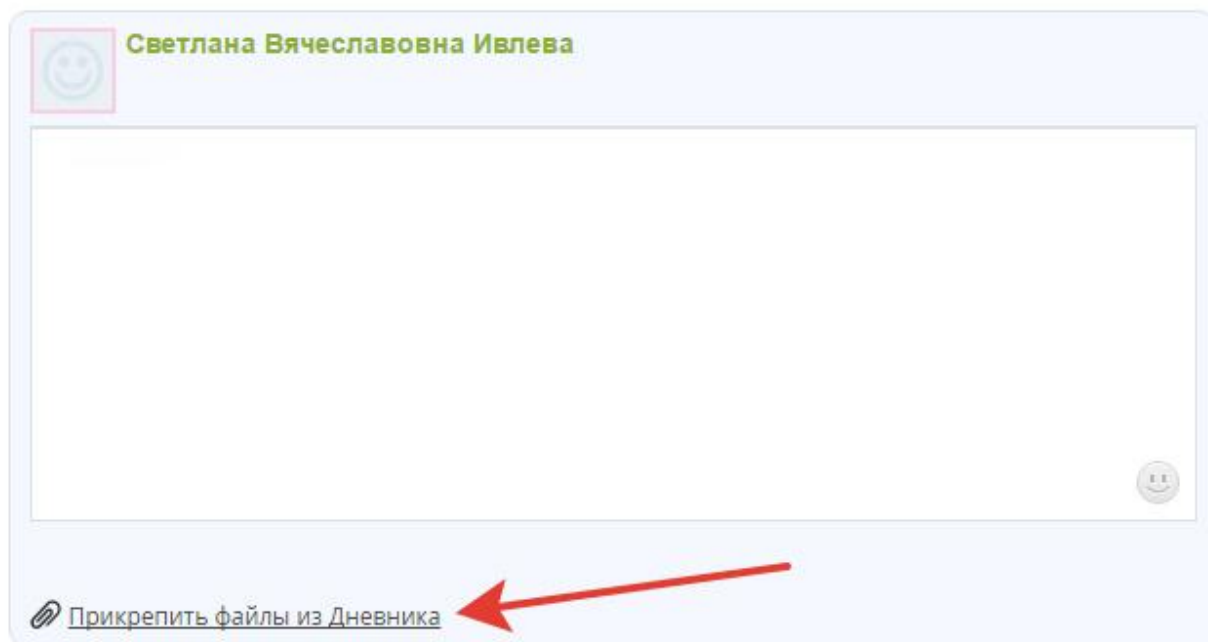 Светлана Вячеславовна Ивлева
Прикрепить файлы из Дневника